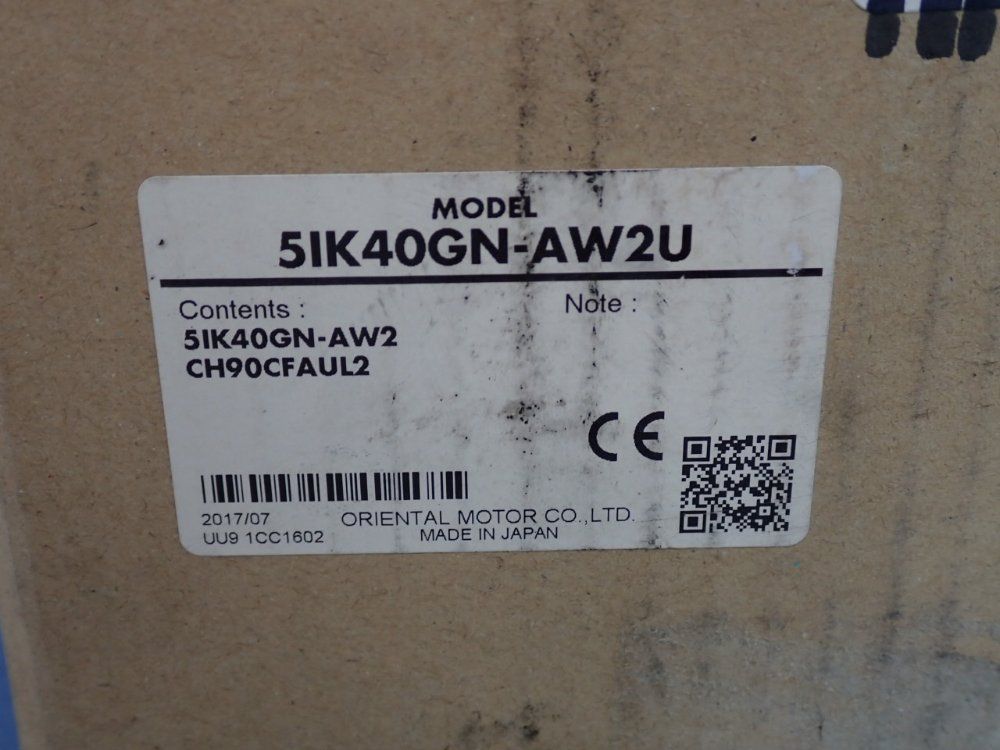 MODEL
5IK40GN-AW2U
Contents :
Note :
5IK40GN-AW2
CH90CFAUL2
CE
2017/07
ORIENTAL MOTOR CO.,LTD.
UU9 1CC1602
MADE IN JAPAN